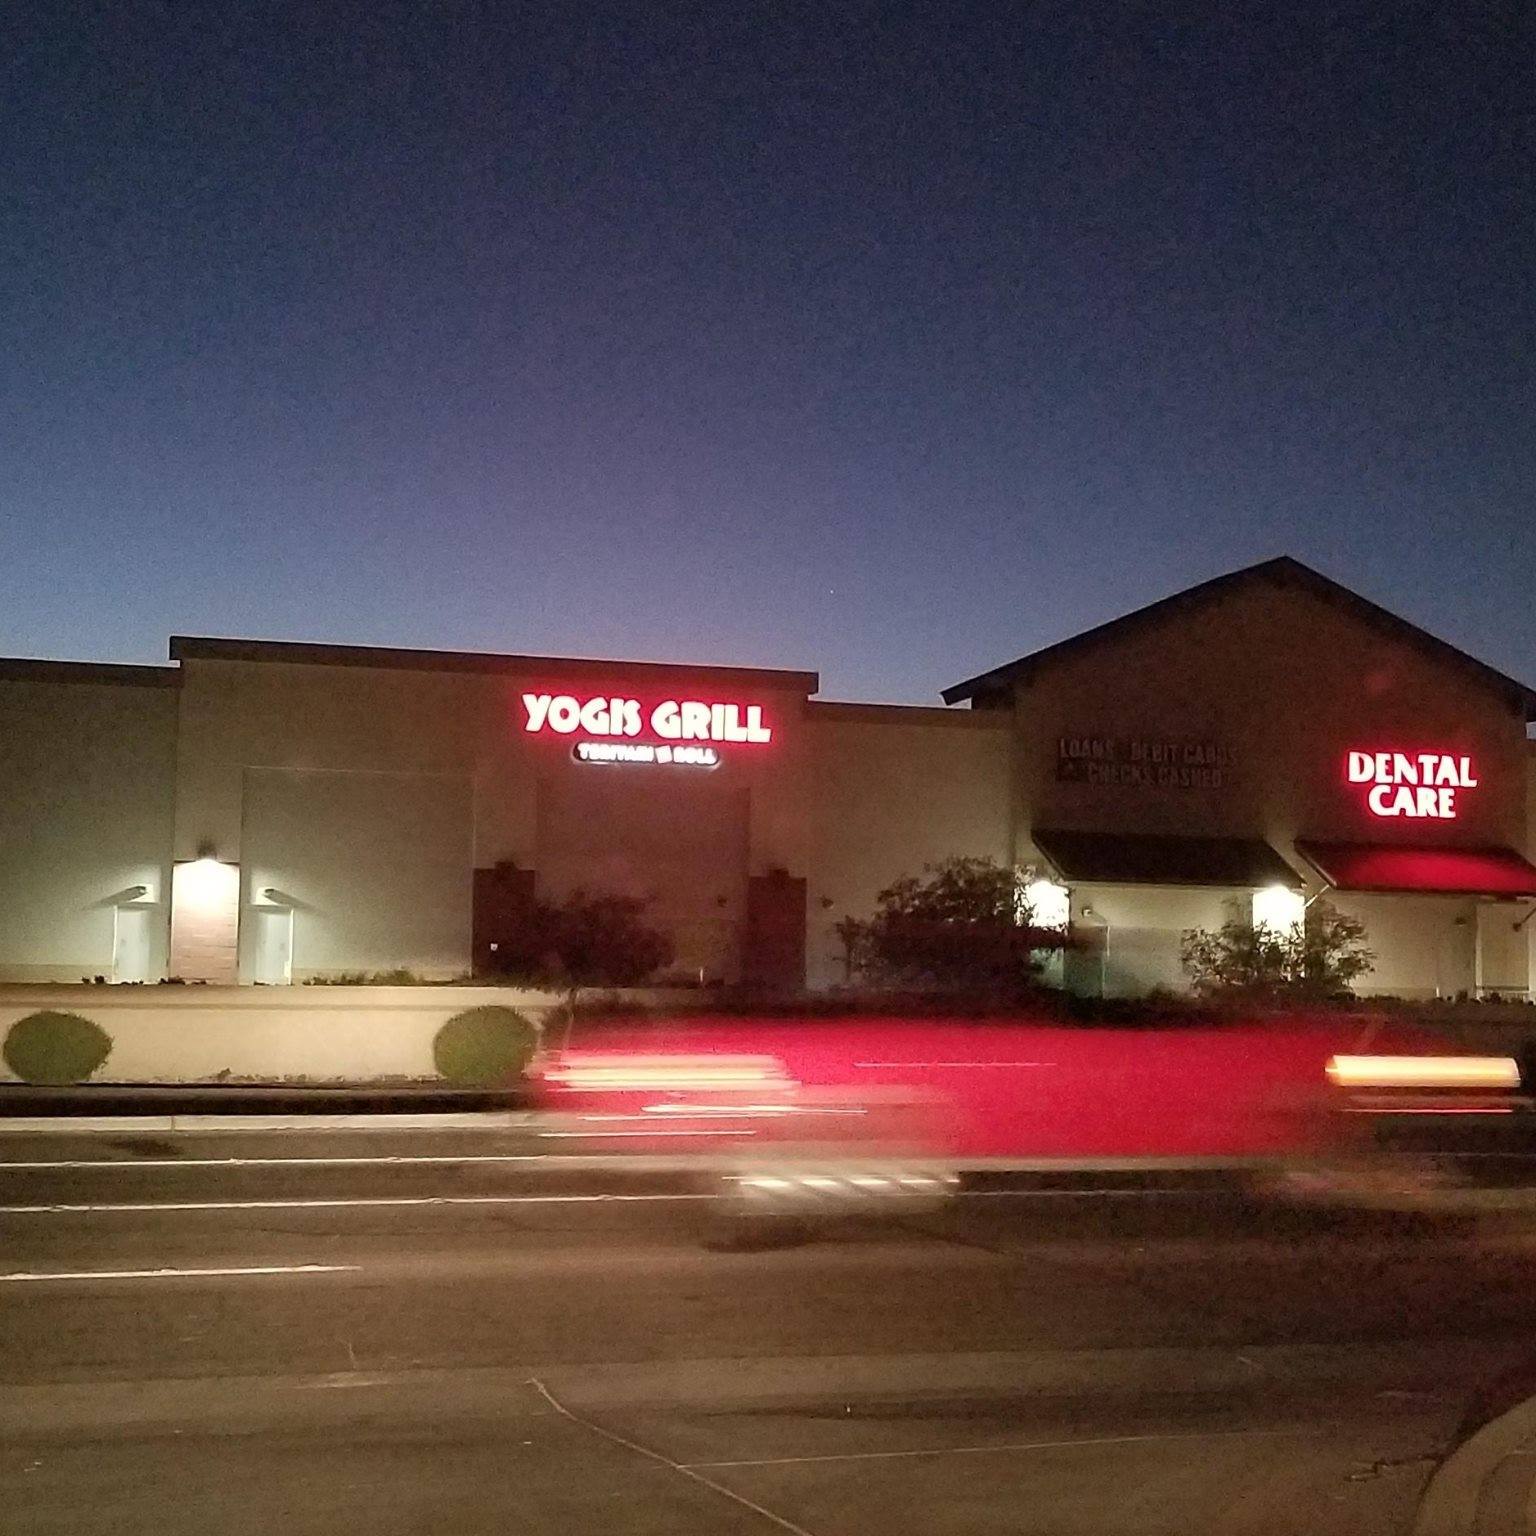 YOGIS GRILL
TERIYAKI ROLL
LOANS DEBIT CARDS
CHECKS CASHED
DENTAL
CARE